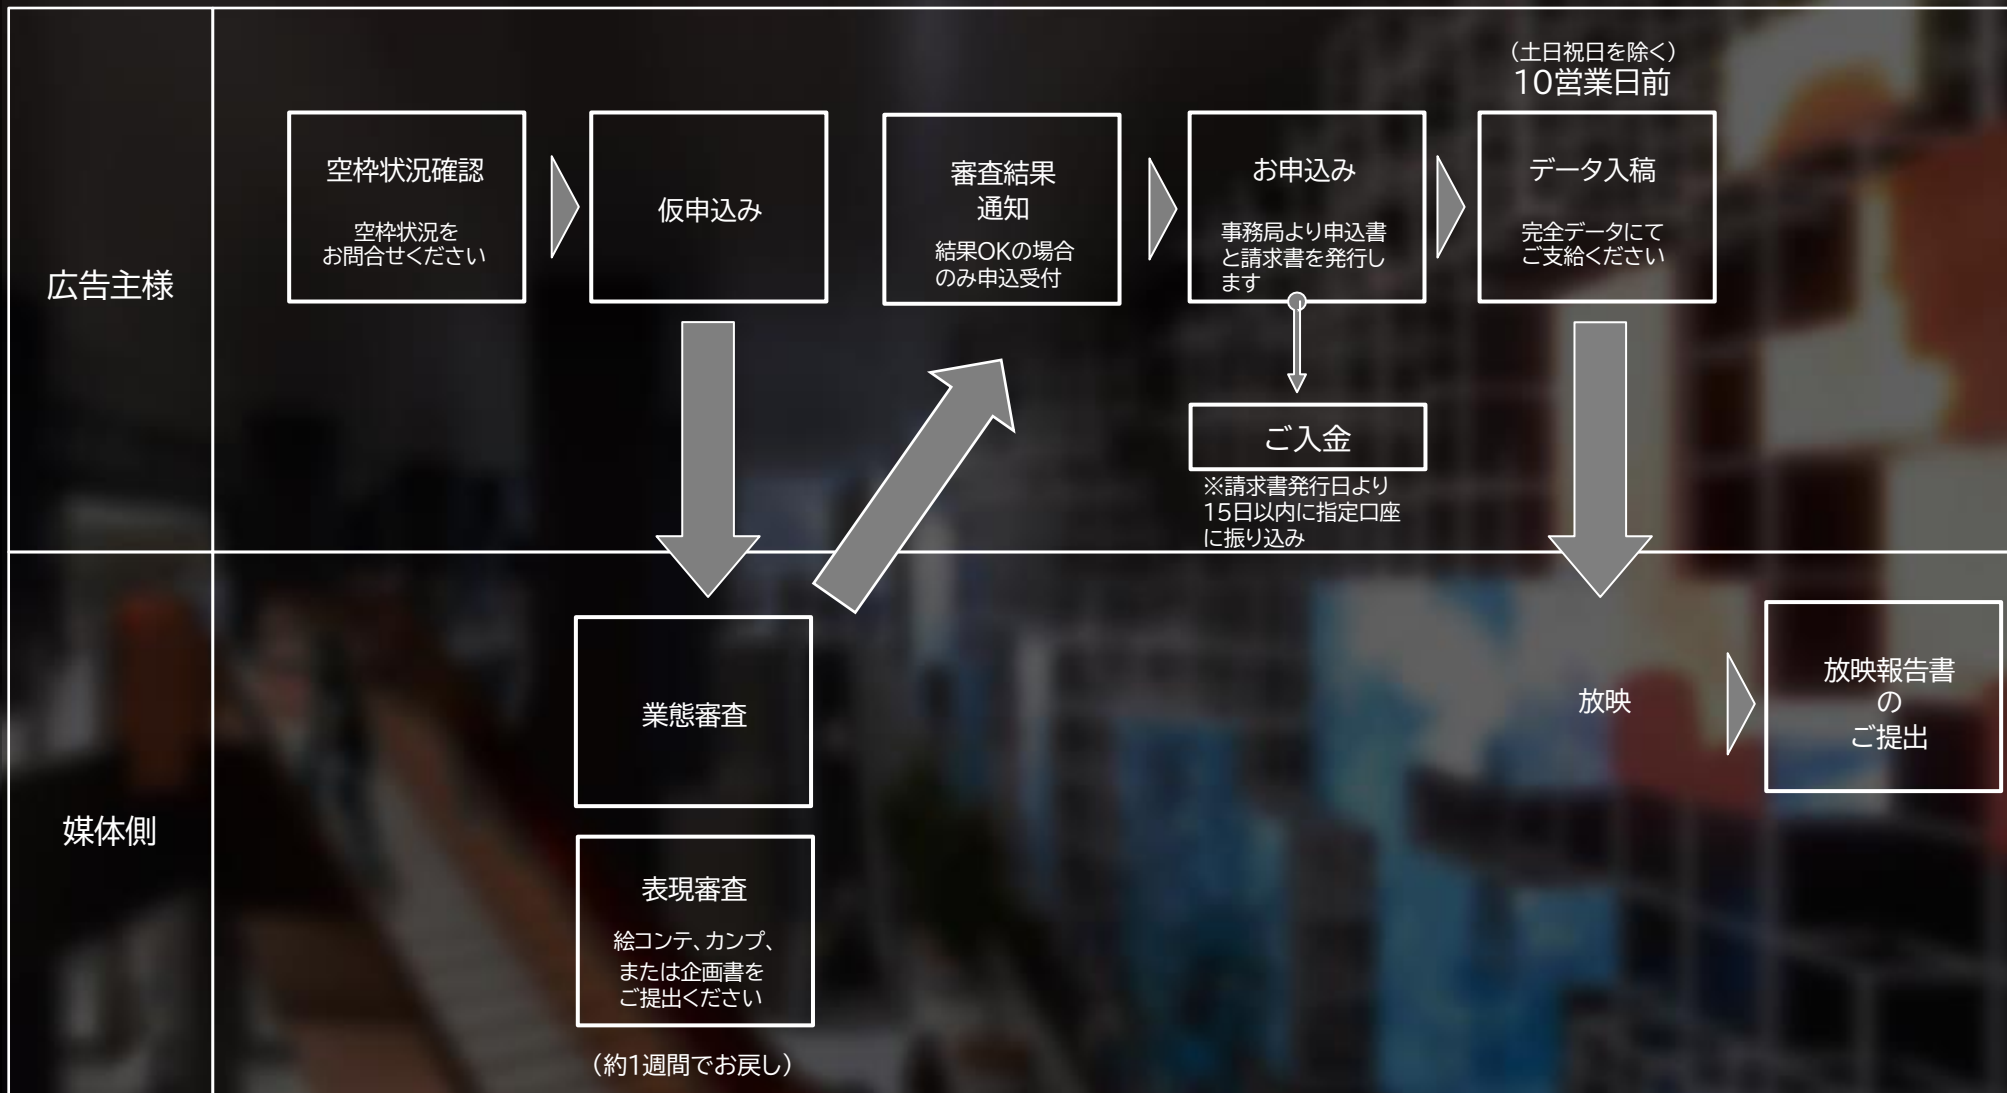 広告主様
空枠状況確認
空枠状況を
お問合せください
仮申込み
審査結果
通知
結果OKの場合
のみ申込受付
お申込み
事務局より申込書
と請求書を発行し
ます
ご入金
※請求書発行日より
15日以内に指定口座
に振り込み
（土日祝日を除く）
10営業日前
データ入稿
完全データにて
ご支給ください
媒体側
業態審査
表現審査
絵コンテ、カンプ、
または企画書を
ご提出ください
（約1週間でお戻し）
放映
放映報告書
の
ご提出